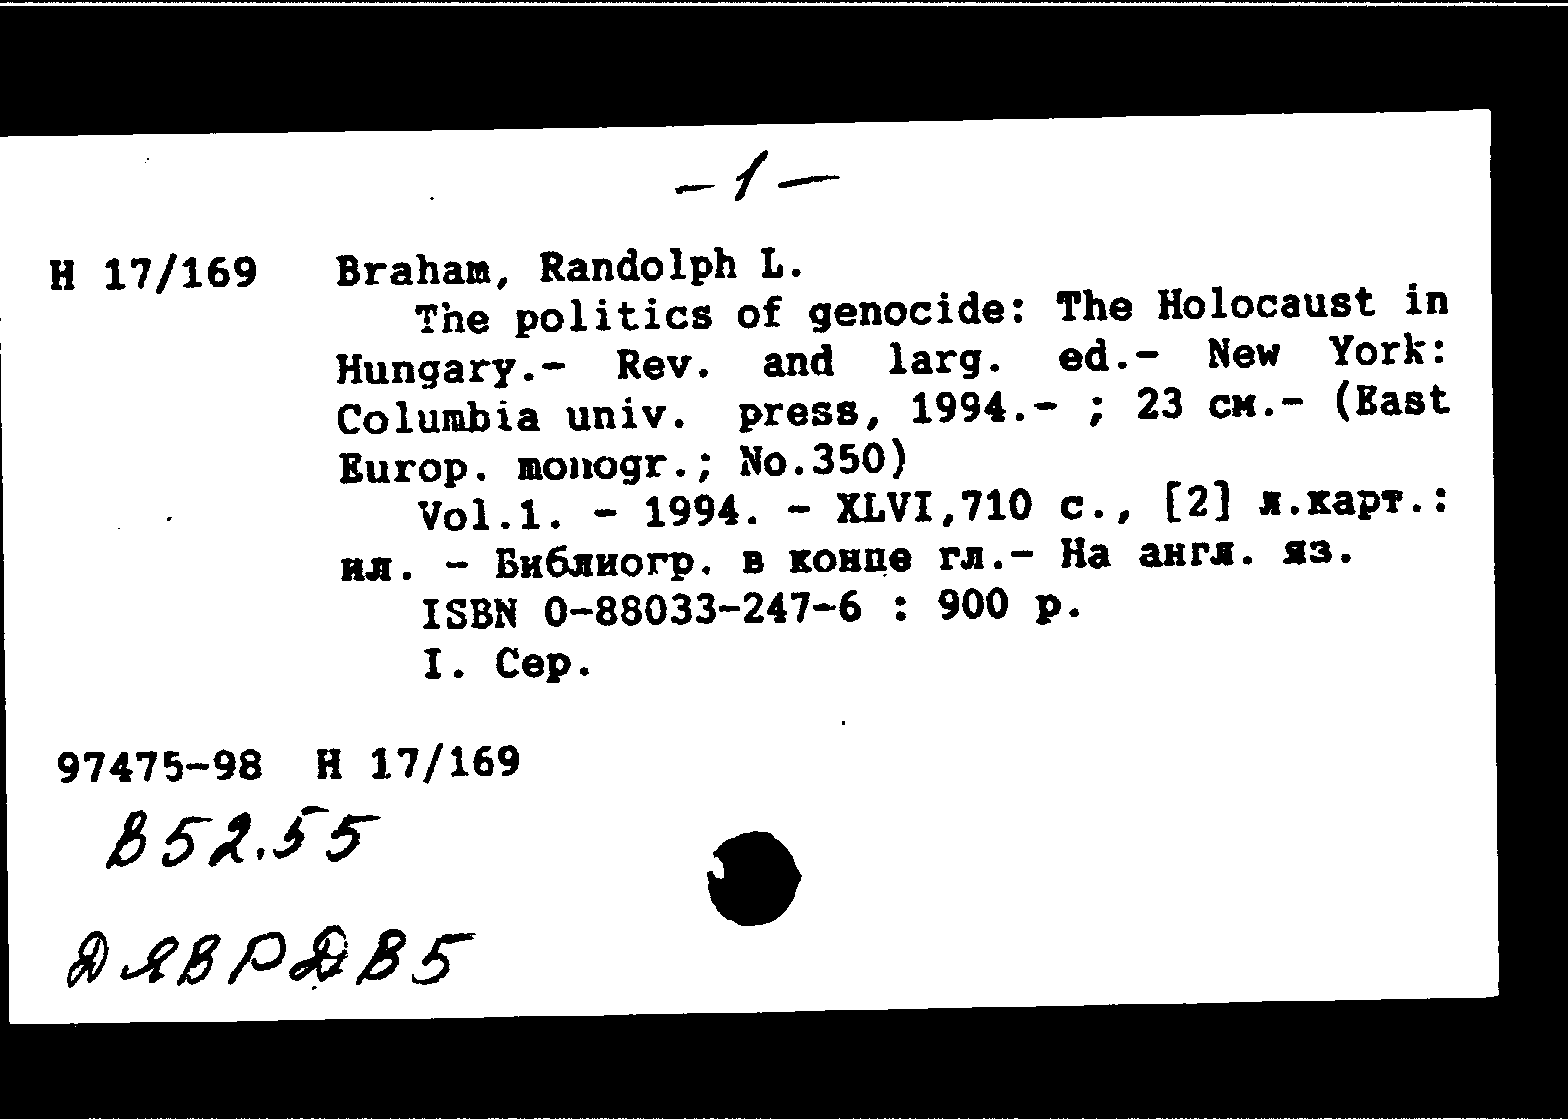 -1-
H 17/169 Braham, Randolph L.
The politics of genocide: The Holocaust in
Hungary.- Rev. and larg. ed.- New York:
Columbia univ. press, 1994.- ; 23 см.- (East
Europ. monogr.; No.350)
Vol.1. - 1994. - XLVI,710 с., [2] л.карт.:
ил. - Библиогр. в конце гл.- На англ. яз.
ISBN 0-88033-247-6 : 900 р.
I. Сер.
97475-98 H 17/169
В52.55
ДЯВРДВ5